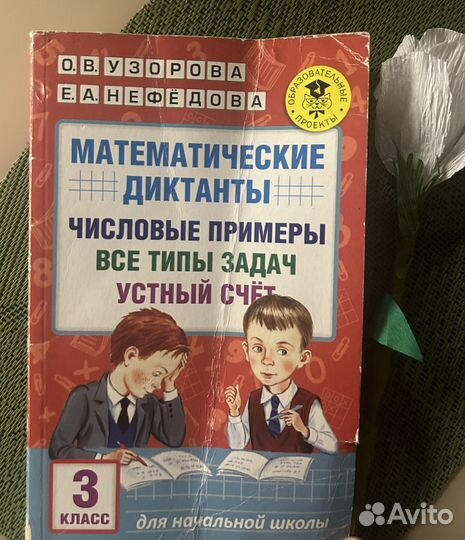 О.В. УЗОРОВА
Е.А. НЕФЁДОВА
ОБРАЗОВАТЕЛЬНЫЕ ПРОЕКТЫ
МАТЕМАТИЧЕСКИЕ
ДИКТАНТЫ
ЧИСЛОВЫЕ ПРИМЕРЫ
ВСЕ ТИПЫ ЗАДАЧ
УСТНЫЙ СЧЁТ
3
КЛАСС
для начальной школы
Avito